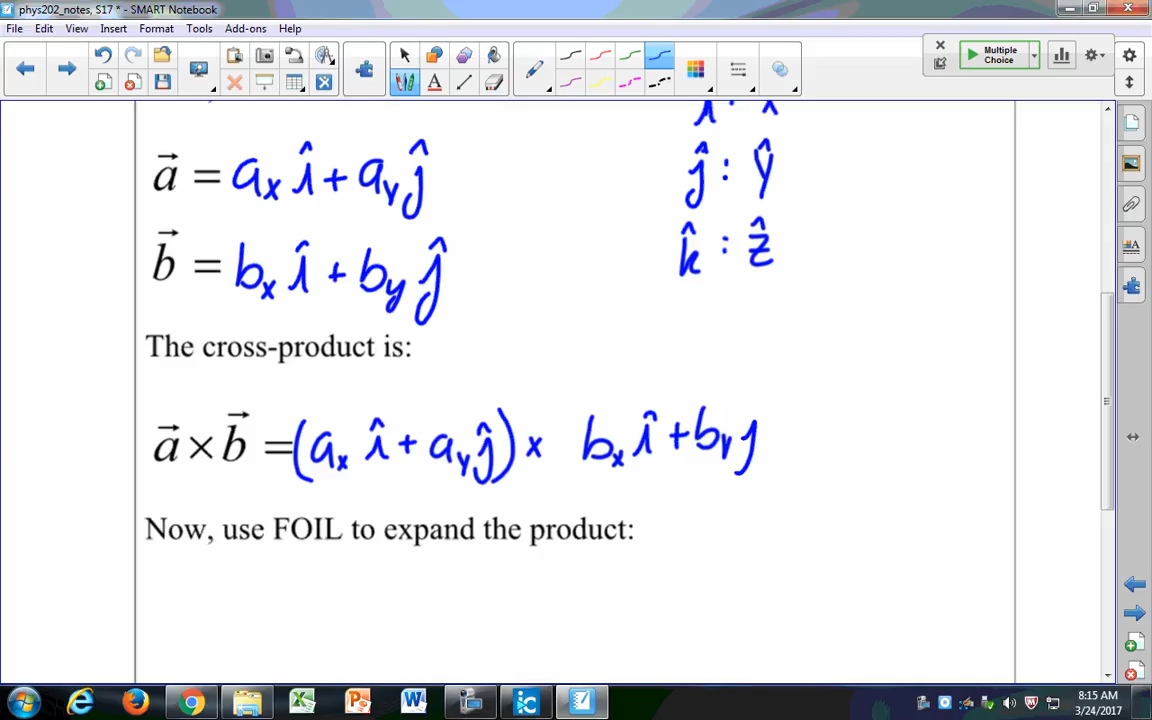 phys202_notes, S17 * - SMART Notebook
File Edit View Insert Format Tools Add-ons Help
Multiple
Choice
ĵ : ŷ
k̂ : ẑ
a⃗ = aₓ î + aᵧ ĵ
b⃗ = bₓ î + bᵧ ĵ
The cross-product is:
a⃗ × b⃗ = (aₓ î + aᵧ ĵ) × bₓ î + bᵧ j
Now, use FOIL to expand the product:
8:15 AM
3/24/2017